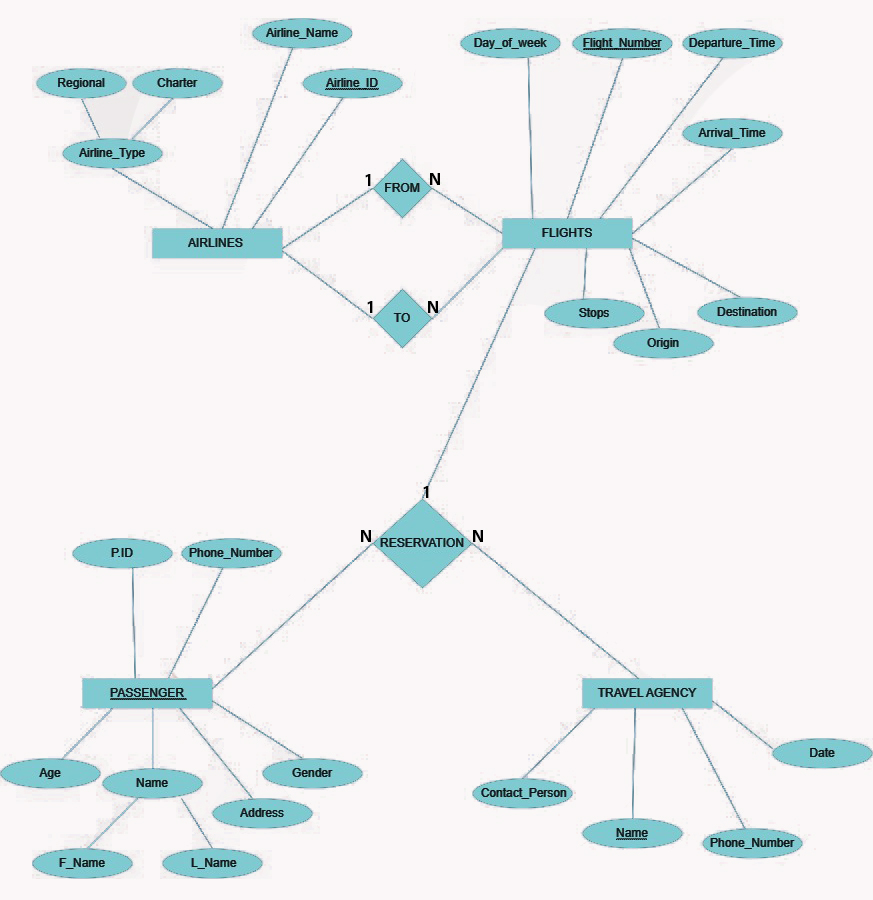 Airline_Name
Day_of_week
Flight_Number
Departure_Time
Regional
Charter
Airline_ID
Airline_Type
Arrival_Time
1
FROM
N
AIRLINES
FLIGHTS
1
TO
N
Stops
Destination
Origin
1
N
RESERVATION
N
P.ID
Phone_Number
PASSENGER
TRAVEL AGENCY
Age
Name
Gender
Address
F_Name
L_Name
Date
Contact_Person
Name
Phone_Number